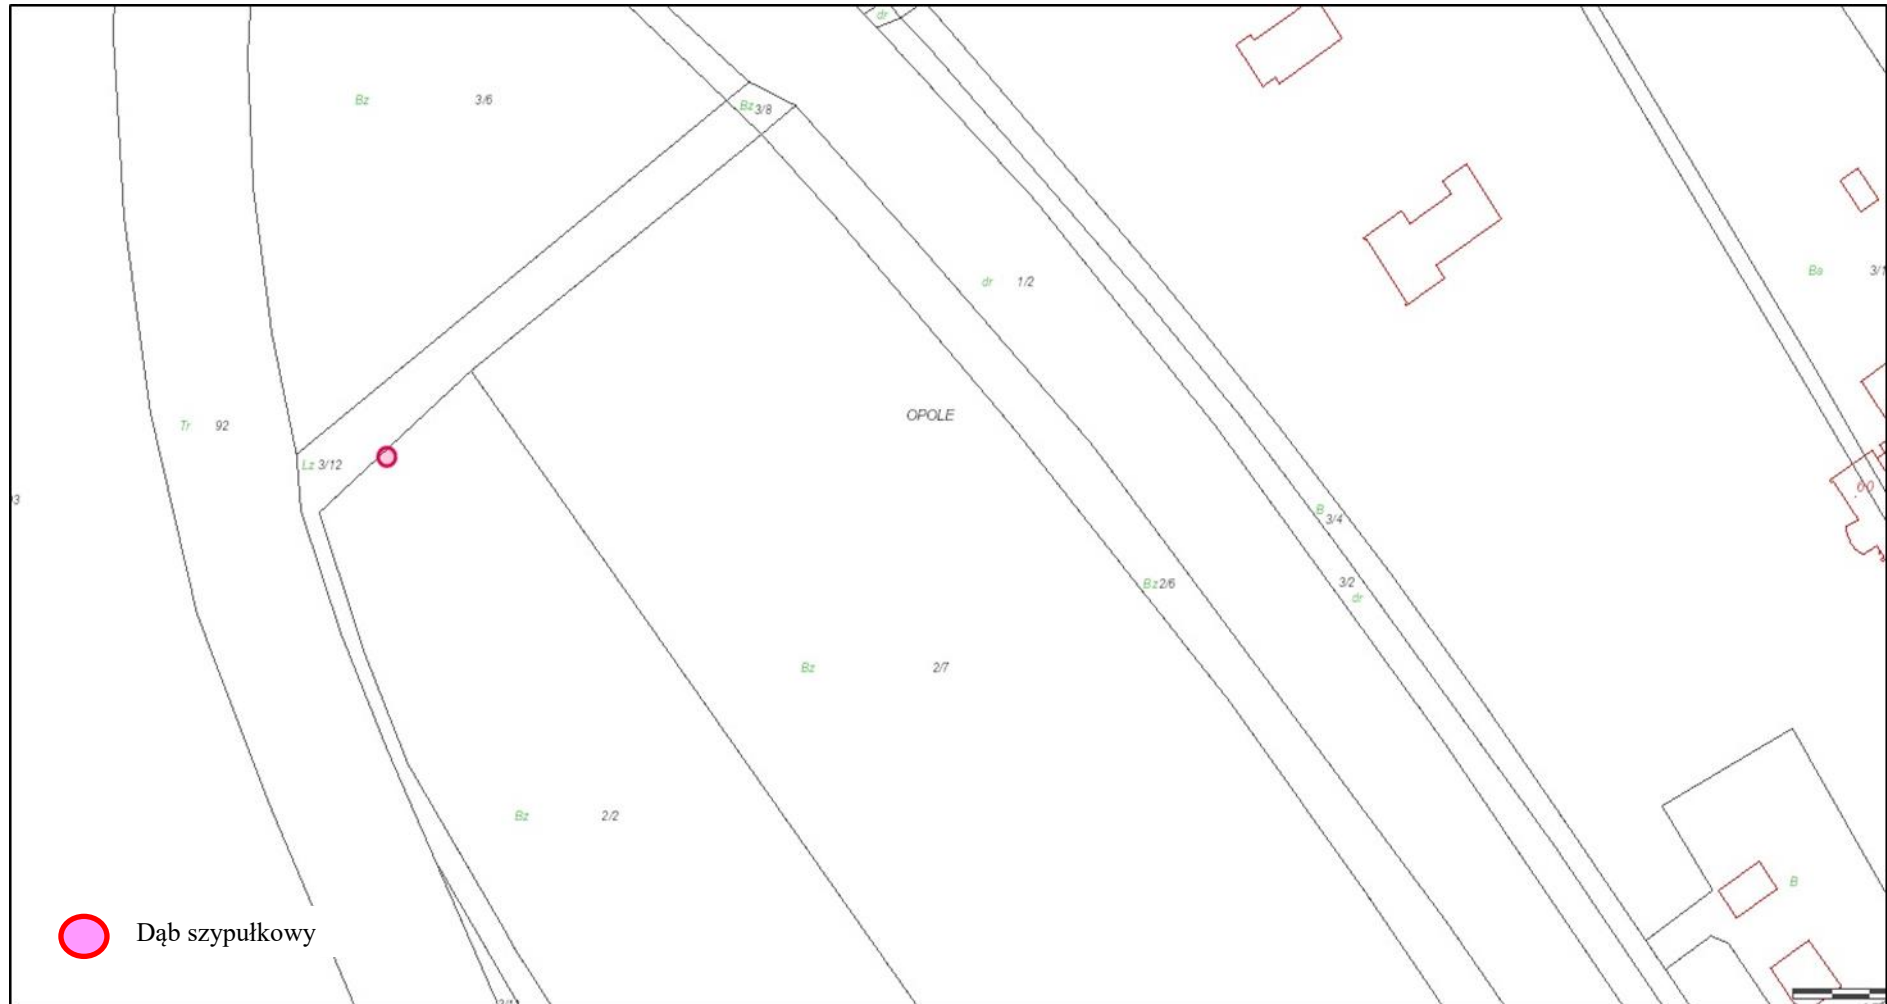 dr
Bz 3/6
Bz 3/8
Ba 3/1
dr 1/2
OPOLE
Tr 92
Lz 3/12
B
3/4
3/2
dr
Bz 2/6
Bz 2/7
Bz 2/2
B
Dąb szypułkowy